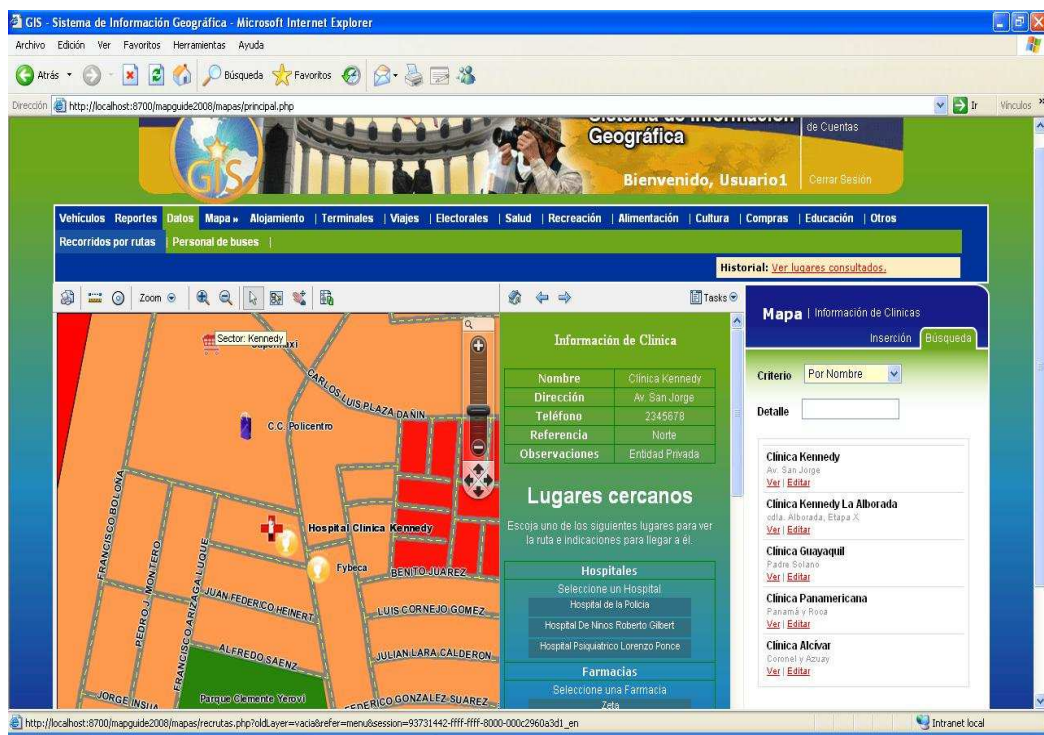 GIS - Sistema de Información Geográfica - Microsoft Internet Explorer
Archivo Edición Ver Favoritos Herramientas Ayuda
Atrás Búsqueda Favoritos
Dirección http://localhost:8700/mapguide2008/mapas/principal.php Ir Vínculos »
GIS
Sistema de Información
Geográfica
de Cuentas
Bienvenido, Usuario1
Cerrar Sesión
Vehículos Reportes Datos Mapa » Alojamiento | Terminales | Viajes | Electorales | Salud | Recreación | Alimentación | Cultura | Compras | Educación | Otros
Recorridos por rutas | Personal de buses |
Historial: Ver lugares consultados.
Zoom
Tasks
Sector: Kennedy
CARLOS LUIS PLAZA DAÑIN
C.C. Policentro
FRANCISCO BOLOÑA
Hospital Clinica Kennedy
Fybeca
BENITO JUAREZ
PEDRO J. MONTERO
FRANCISCO ARIZAGA LUQUE
JUAN FEDERICO HEINERT
LUIS CORNEJO GOMEZ
ALFREDO SAENZ
JULIAN LARA CALDERON
JORGE INSUA
Parque Clemente Yerovi
FEDERICO GONZALEZ SUAREZ
Información de Clinica
Nombre Clínica Kennedy
Dirección Av. San Jorge
Teléfono 2345678
Referencia Norte
Observaciones Entidad Privada
Lugares cercanos
Escoja uno de los siguientes lugares para ver
la ruta e indicaciones para llegar a él.
Hospitales
Seleccione un Hospital
Hospital de la Policia
Hospital De Ninos Roberto Gilbert
Hospital Psiquiatrico Lorenzo Ponce
Farmacias
Seleccione una Farmacia
Zeta
Mapa | Información de Clinicas
Inserción Búsqueda
Criterio Por Nombre
Detalle
Clínica Kennedy
Av. San Jorge
Ver | Editar
Clínica Kennedy La Alborada
cdla. Alborada, Etapa X
Ver | Editar
Clínica Guayaquil
Padre Solano
Ver | Editar
Clínica Panamericana
Panamá y Roca
Ver | Editar
Clínica Alcívar
Coronel y Azuay
Ver | Editar
http://localhost:8700/mapguide2008/mapas/recrutas.php?oldLayer=vacia&refer=menu&session=93731442-ffff-ffff-8000-000c2960a3d1_en Intranet local